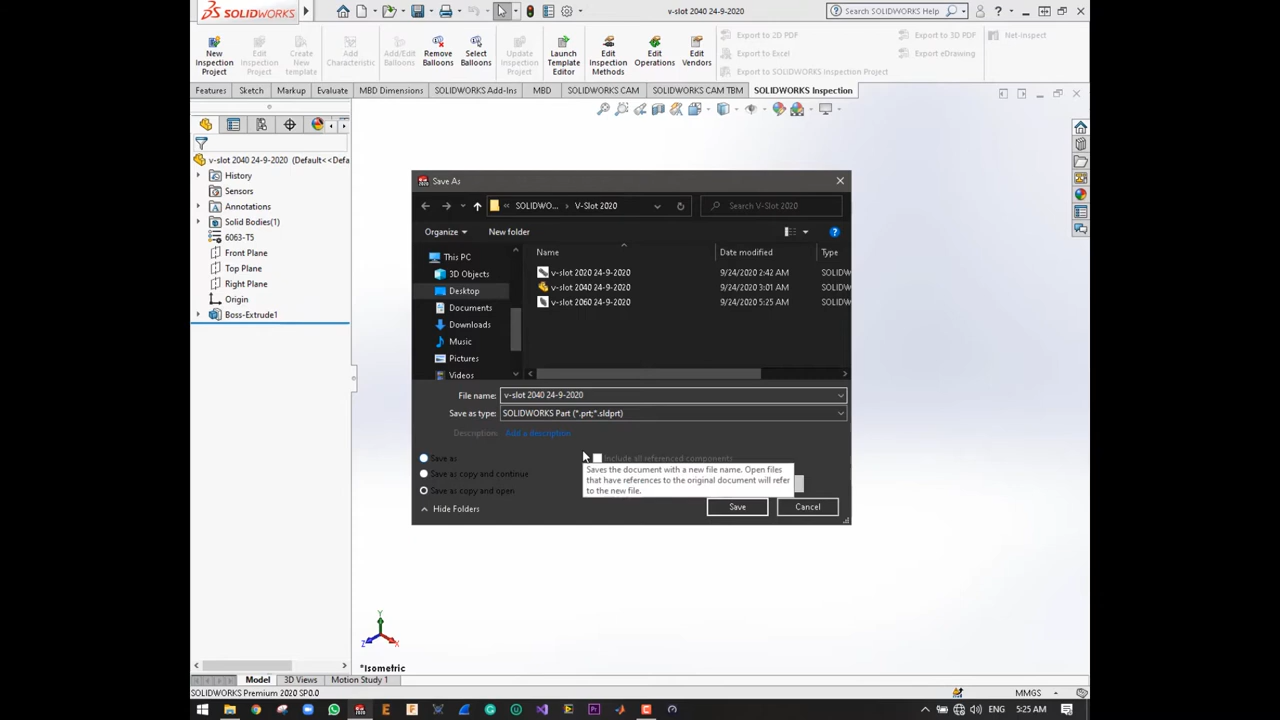 SOLIDWORKS
v-slot 2040 24-9-2020
Search SOLIDWORKS Help
New Inspection Project
Edit Inspection Project
Create New template
Add Characteristic
Add/Edit Balloons
Remove Balloons
Select Balloons
Update Inspection Project
Launch Template Editor
Edit Inspection Methods
Edit Operations
Edit Vendors
Export to 2D PDF
Export to Excel
Export to SOLIDWORKS Inspection Project
Export to 3D PDF
Export eDrawing
Net-Inspect
Features
Sketch
Markup
Evaluate
MBD Dimensions
SOLIDWORKS Add-Ins
MBD
SOLIDWORKS CAM
SOLIDWORKS CAM TBM
SOLIDWORKS Inspection
v-slot 2040 24-9-2020 (Default<<Defa
History
Sensors
Annotations
Solid Bodies(1)
6063-T5
Front Plane
Top Plane
Right Plane
Origin
Boss-Extrude1
Save As
SOLIDWO... › V-Slot 2020
Search V-Slot 2020
Organize
New folder
This PC
3D Objects
Desktop
Documents
Downloads
Music
Pictures
Videos
Name
Date modified
Type
v-slot 2020 24-9-2020 9/24/2020 2:42 AM SOLIDW
v-slot 2040 24-9-2020 9/24/2020 3:01 AM SOLIDW
v-slot 2060 24-9-2020 9/24/2020 5:25 AM SOLIDW
File name: v-slot 2040 24-9-2020
Save as type: SOLIDWORKS Part (*.prt;*.sldprt)
Description: Add a description
Save as
Include all referenced components
Save as copy and continue
Save as copy and open
Saves the document with a new file name. Open files
that have references to the original document will refer
to the new file.
Hide Folders
Save
Cancel
Y
Z
X
*Isometric
Model
3D Views
Motion Study 1
SOLIDWORKS Premium 2020 SP0.0
MMGS
ENG
5:25 AM